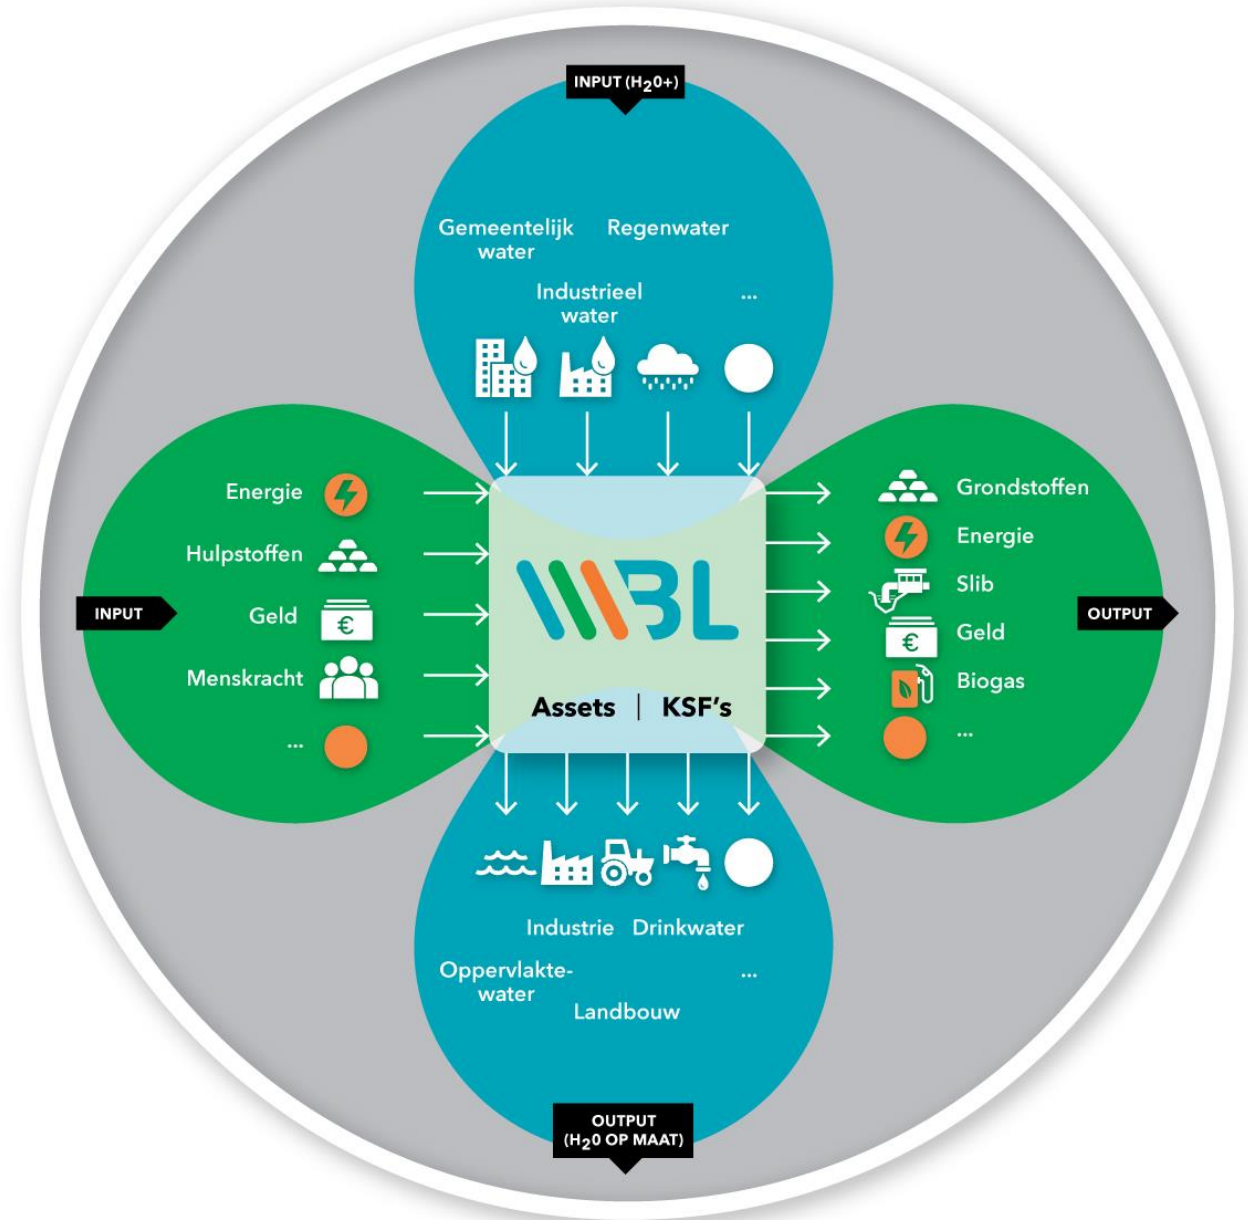 INPUT (H20+)
Gemeentelijk
water
Regenwater
Industrieel
water
...
INPUT
Energie
Hulpstoffen
Geld
€
Menskracht
...
WBL
Assets | KSF's
Grondstoffen
Energie
Slib
Geld
€
Biogas
...
OUTPUT
Industrie
Drinkwater
Oppervlakte-
water
...
Landbouw
OUTPUT
(H20 OP MAAT)